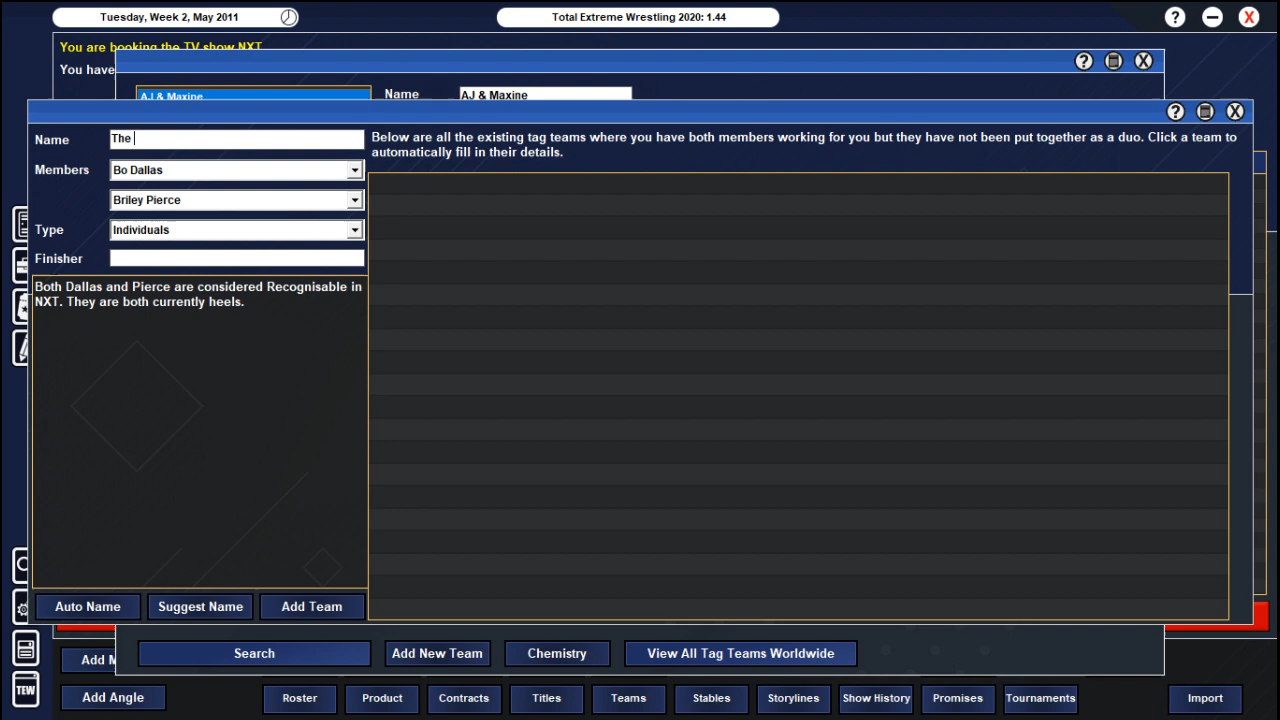 Tuesday, Week 2, May 2011
Total Extreme Wrestling 2020: 1.44
? X
You are booking the TV show NXT
You have
? X
AJ & Maxine
Name
AJ & Maxine
? X
Name
The
Below are all the existing tag teams where you have both members working for you but they have not been put together as a duo. Click a team to
automatically fill in their details.
Members
Bo Dallas
Briley Pierce
Type
Individuals
Finisher
Both Dallas and Pierce are considered Recognisable in
NXT. They are both currently heels.
Auto Name
Suggest Name
Add Team
Add M
Search
Add New Team
Chemistry
View All Tag Teams Worldwide
TEW
Add Angle
Roster
Product
Contracts
Titles
Teams
Stables
Storylines
Show History
Promises
Tournaments
Import